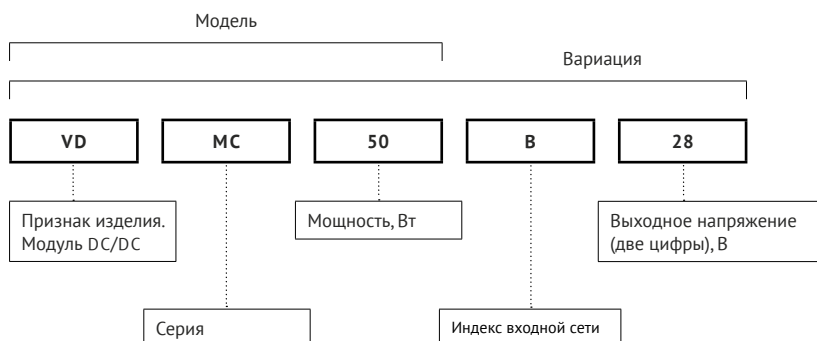 Модель
Вариация
VD MC 50 В 28
Признак изделия.
Модуль DC/DC
Мощность, Вт
Выходное напряжение
(две цифры), В
Серия
Индекс входной сети